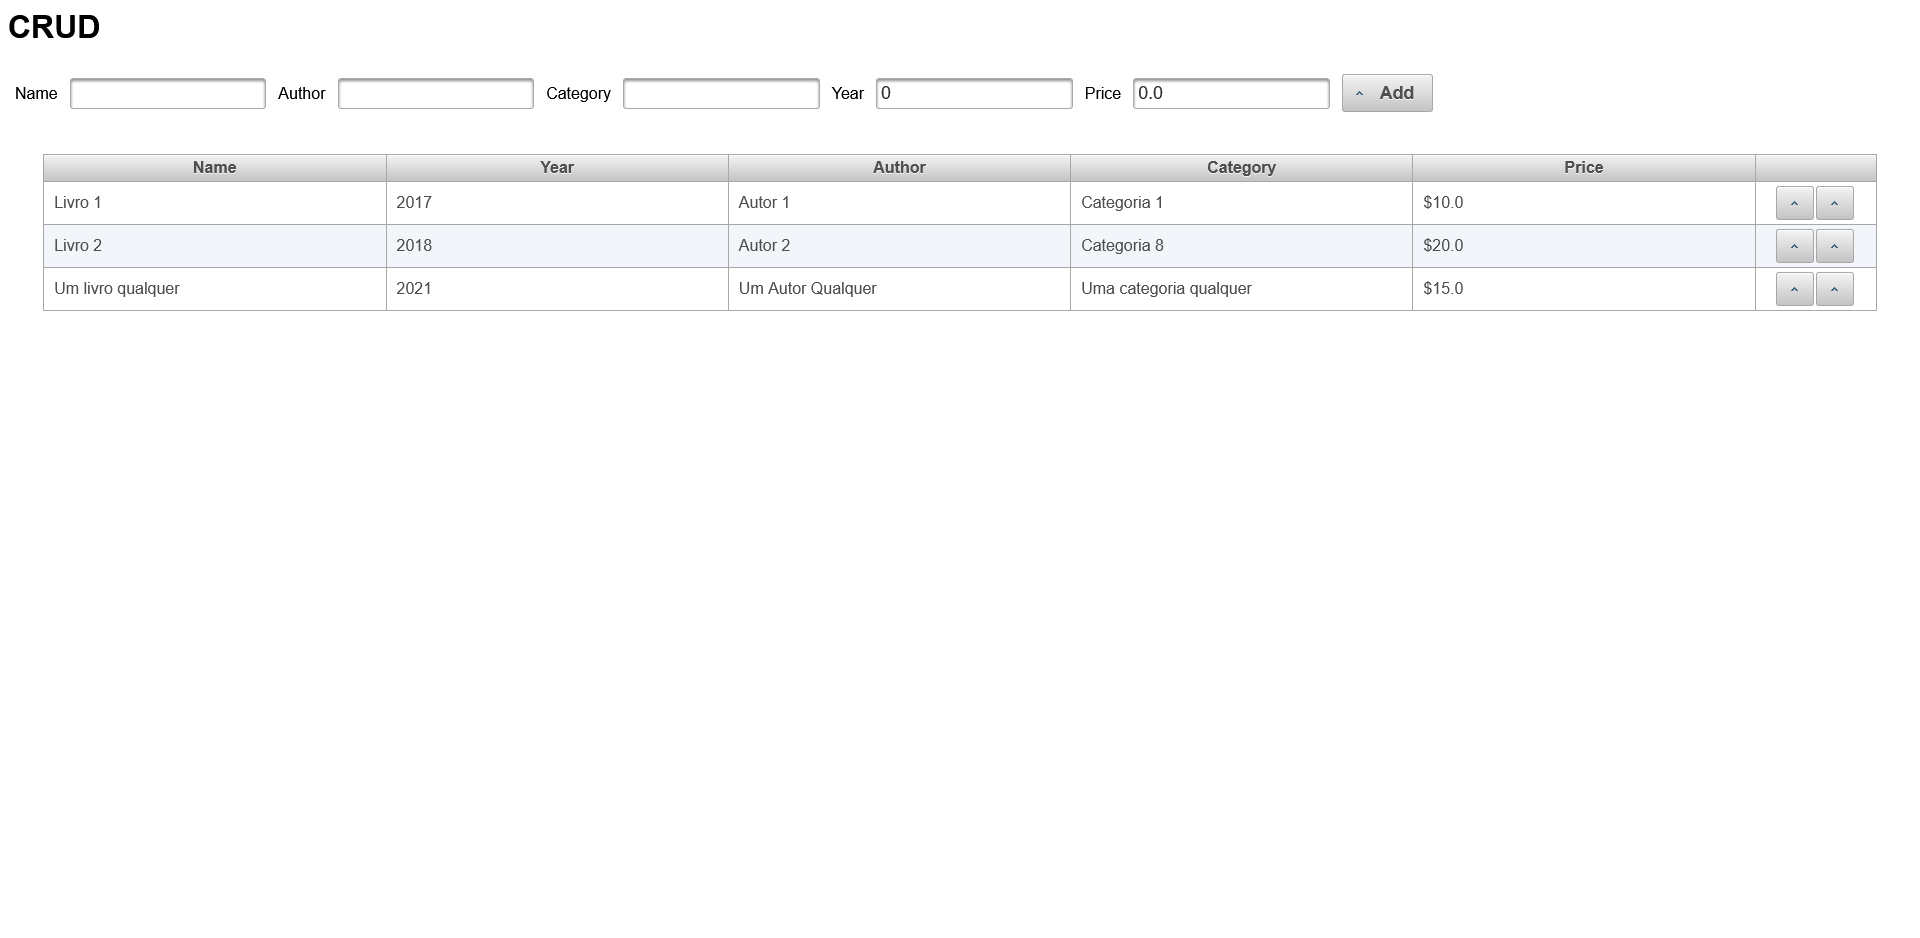 CRUD
Name Author Category Year 0 Price 0.0 Add
Name Year Author Category Price
Livro 1 2017 Autor 1 Categoria 1 $10.0
Livro 2 2018 Autor 2 Categoria 8 $20.0
Um livro qualquer 2021 Um Autor Qualquer Uma categoria qualquer $15.0